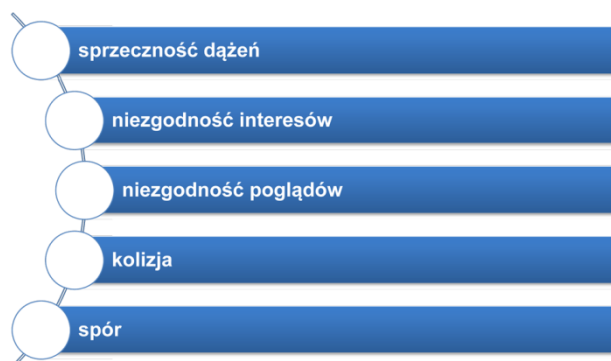 sprzeczność dążeń
niezgodność interesów
niezgodność poglądów
kolizja
spór